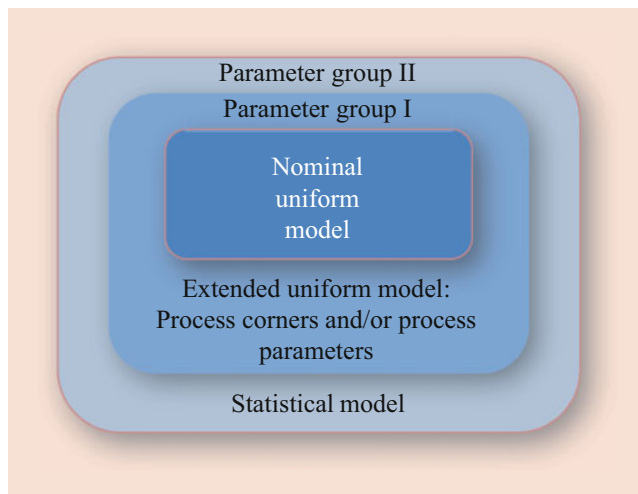 Parameter group II
Parameter group I
Nominal
uniform
model
Extended uniform model:
Process corners and/or process
parameters
Statistical model